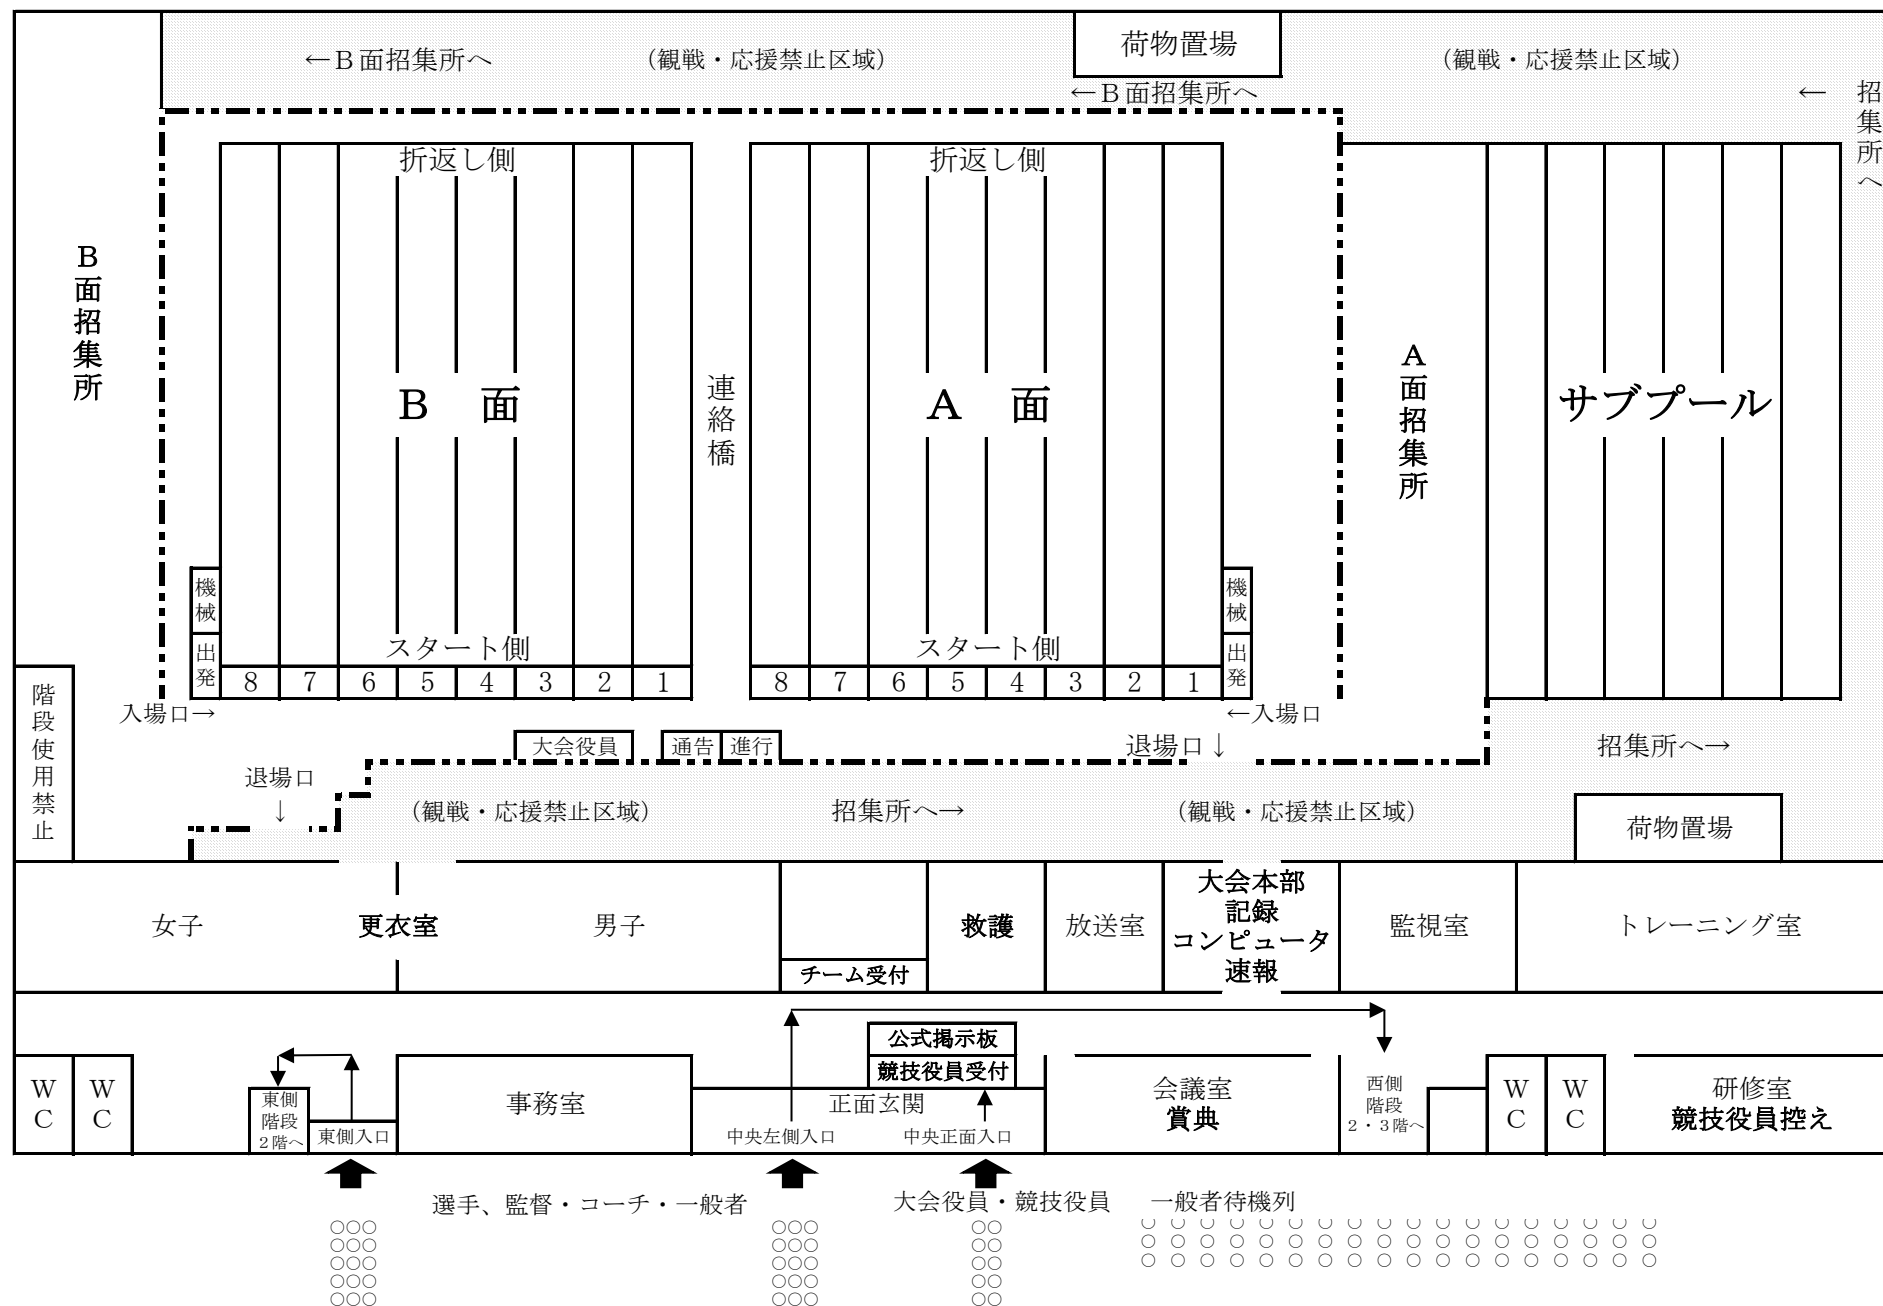 ←Ｂ面招集所へ
（観戦・応援禁止区域）
荷物置場
（観戦・応援禁止区域）
←Ｂ面招集所へ
← 招集所へ
折返し側
折返し側
Ｂ面招集所
Ｂ　面
連絡橋
Ａ　面
Ａ面招集所
サブプール
機械
機械
スタート側
スタート側
出発
出発
8 7 6 5 4 3 2 1
8 7 6 5 4 3 2 1
階段使用禁止
入場口→
←入場口
大会役員
通告
進行
退場口↓
招集所へ→
退場口
↓
（観戦・応援禁止区域）
招集所へ→
（観戦・応援禁止区域）
荷物置場
女子
更衣室
男子
チーム受付
救護
放送室
大会本部
記録
コンピュータ
速報
監視室
トレーニング室
公式掲示板
競技役員受付
ＷＣ
ＷＣ
東側
階段
２階へ
東側入口
事務室
正面玄関
中央左側入口
中央正面入口
会議室
賞典
西側
階段
２・３階へ
ＷＣ
ＷＣ
研修室
競技役員控え
選手、監督・コーチ・一般者
大会役員・競技役員
一般者待機列
○○○
○○○
○○○
○○○
○○○
○○○
○○○
○○○
○○○
○○○
○○
○○
○○
○○
○○
○○○○○○○○○○○○○○○○○○
○○○○○○○○○○○○○○○○○○
○○○○○○○○○○○○○○○○○○